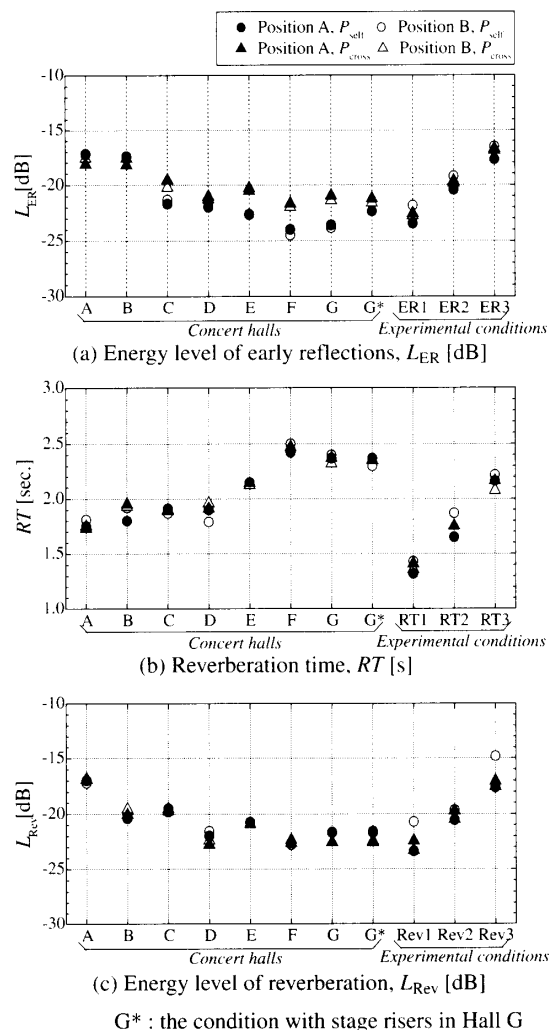 ● Position A, P_self ○ Position B, P_self
▲ Position A, P_cross △ Position B, P_cross
-10
-15
-20
-25
-30
L_ER [dB]
A B C D E F G G* ER1 ER2 ER3
Concert halls Experimental conditions
(a) Energy level of early reflections, L_ER [dB]
3.0
2.5
2.0
1.5
1.0
RT [sec.]
A B C D E F G G* RT1 RT2 RT3
Concert halls Experimental conditions
(b) Reverberation time, RT [s]
-10
-15
-20
-25
-30
L_Rev [dB]
A B C D E F G G* Rev1 Rev2 Rev3
Concert halls Experimental conditions
(c) Energy level of reverberation, L_Rev [dB]
G* : the condition with stage risers in Hall G